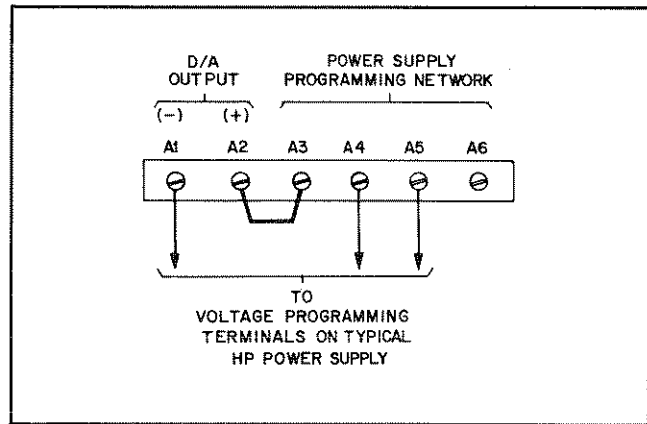 D/A
OUTPUT
POWER SUPPLY
PROGRAMMING NETWORK
(-) (+)
A1 A2 A3 A4 A5 A6
TO
VOLTAGE PROGRAMMING
TERMINALS ON TYPICAL
HP POWER SUPPLY